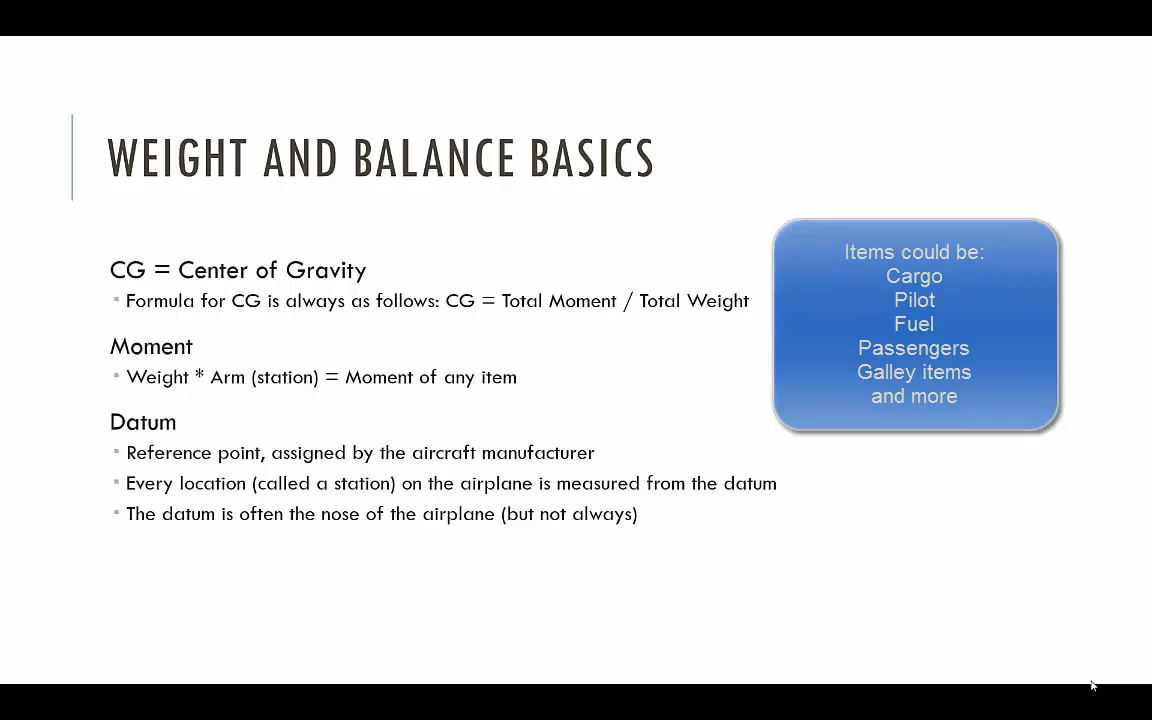 WEIGHT AND BALANCE BASICS
CG = Center of Gravity
Formula for CG is always as follows: CG = Total Moment / Total Weight
Moment
Weight * Arm (station) = Moment of any item
Datum
Reference point, assigned by the aircraft manufacturer
Every location (called a station) on the airplane is measured from the datum
The datum is often the nose of the airplane (but not always)
Items could be:
Cargo
Pilot
Fuel
Passengers
Galley items
and more